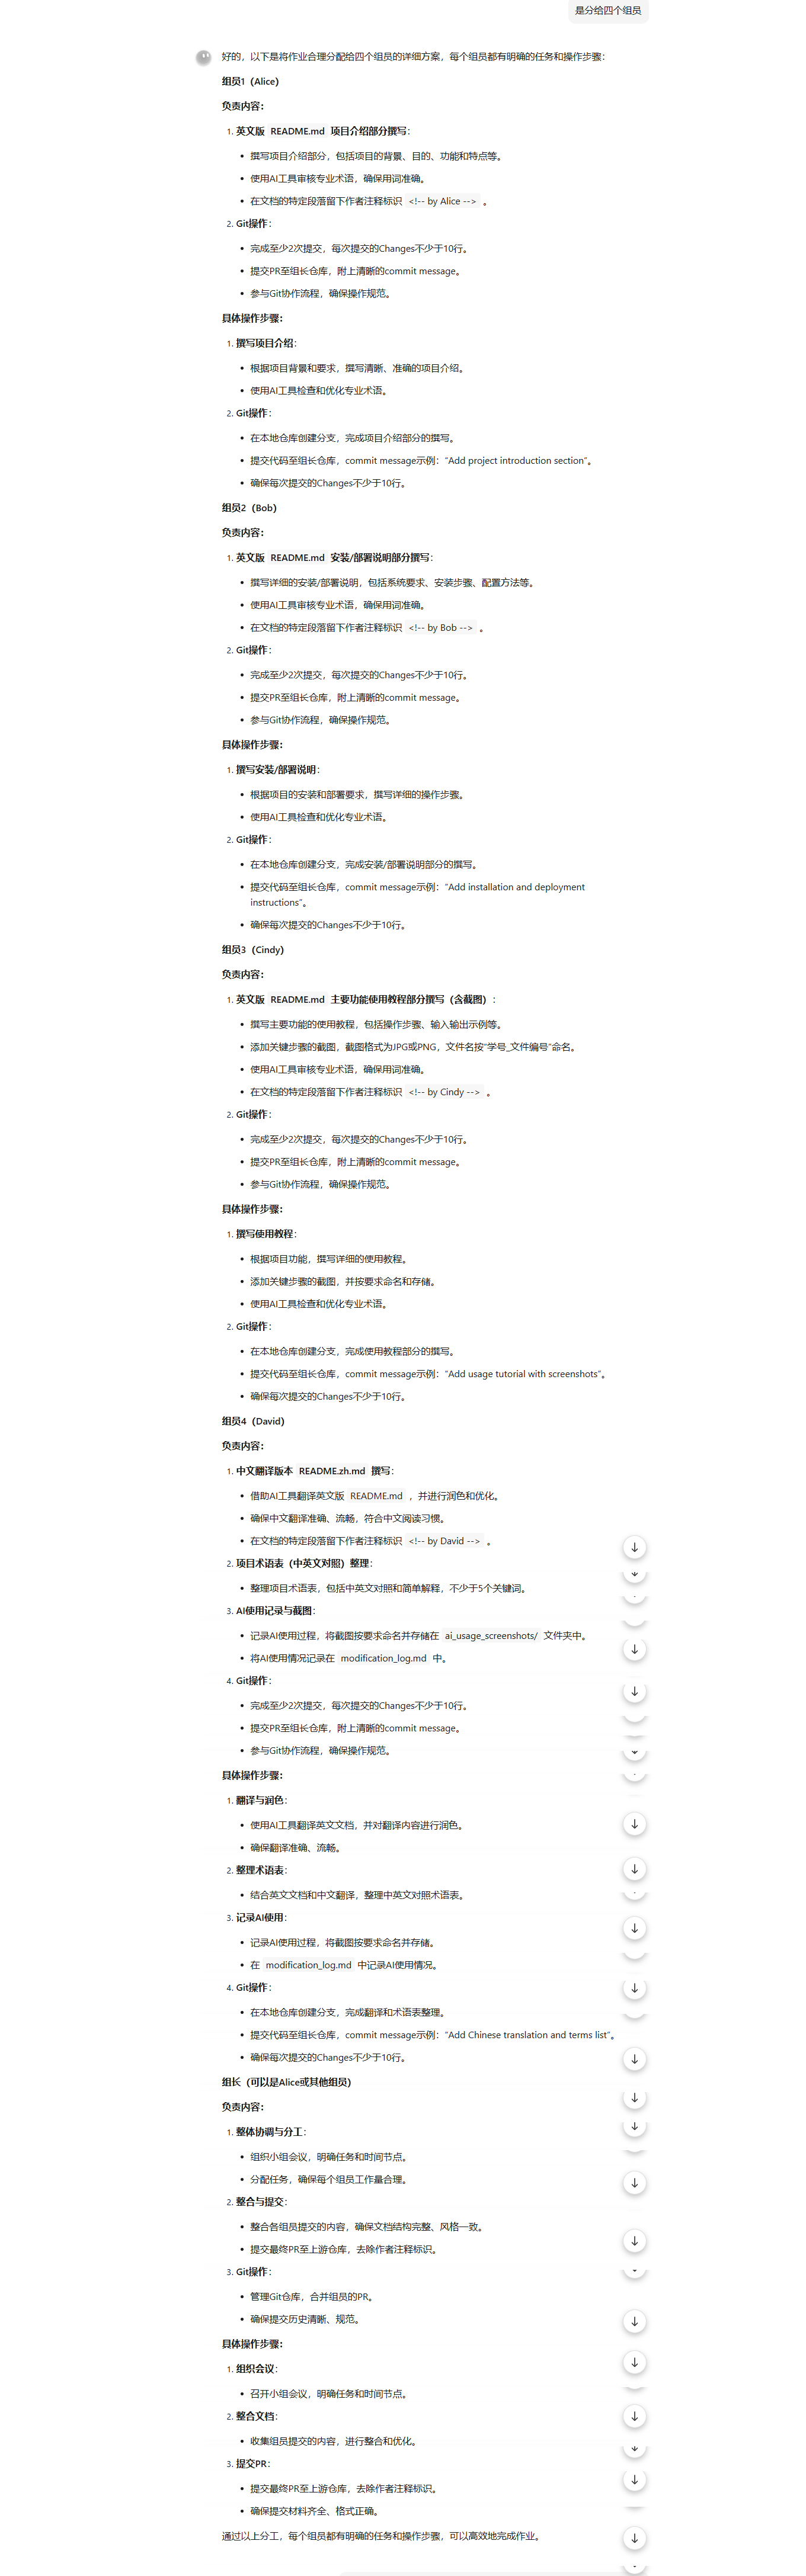 是分给四个组员
好的，以下是将作业合理分配给四个组员的详细方案，每个组员都有明确的任务和操作步骤：
组员1（Alice）
负责内容：
1. 英文版 README.md 项目介绍部分撰写：
• 撰写项目介绍部分，包括项目的背景、目的、功能和特点等。
• 使用AI工具审核专业术语，确保用词准确。
• 在文档的特定段落留下作者注释标识 <!-- by Alice --> 。
2. Git操作：
• 完成至少2次提交，每次提交的Changes不少于10行。
• 提交PR至组长仓库，附上清晰的commit message。
• 参与Git协作流程，确保操作规范。
具体操作步骤：
1. 撰写项目介绍：
• 根据项目背景和要求，撰写清晰、准确的项目介绍。
• 使用AI工具检查和优化专业术语。
2. Git操作：
• 在本地仓库创建分支，完成项目介绍部分的撰写。
• 提交代码至组长仓库，commit message示例：“Add project introduction section”。
• 确保每次提交的Changes不少于10行。
组员2（Bob）
负责内容：
1. 英文版 README.md 安装/部署说明部分撰写：
• 撰写详细的安装/部署说明，包括系统要求、安装步骤、配置方法等。
• 使用AI工具审核专业术语，确保用词准确。
• 在文档的特定段落留下作者注释标识 <!-- by Bob --> 。
2. Git操作：
• 完成至少2次提交，每次提交的Changes不少于10行。
• 提交PR至组长仓库，附上清晰的commit message。
• 参与Git协作流程，确保操作规范。
具体操作步骤：
1. 撰写安装/部署说明：
• 根据项目的安装和部署要求，撰写详细的操作步骤。
• 使用AI工具检查和优化专业术语。
2. Git操作：
• 在本地仓库创建分支，完成安装/部署说明部分的撰写。
• 提交代码至组长仓库，commit message示例：“Add installation and deployment
instructions”。
• 确保每次提交的Changes不少于10行。
组员3（Cindy）
负责内容：
1. 英文版 README.md 主要功能使用教程部分撰写（含截图）：
• 撰写主要功能的使用教程，包括操作步骤、输入输出示例等。
• 添加关键步骤的截图，截图格式为JPG或PNG，文件名按“学号_文件编号”命名。
• 使用AI工具审核专业术语，确保用词准确。
• 在文档的特定段落留下作者注释标识 <!-- by Cindy --> 。
2. Git操作：
• 完成至少2次提交，每次提交的Changes不少于10行。
• 提交PR至组长仓库，附上清晰的commit message。
• 参与Git协作流程，确保操作规范。
具体操作步骤：
1. 撰写使用教程：
• 根据项目功能，撰写详细的使用教程。
• 添加关键步骤的截图，并按要求命名和存储。
• 使用AI工具检查和优化专业术语。
2. Git操作：
• 在本地仓库创建分支，完成使用教程部分的撰写。
• 提交代码至组长仓库，commit message示例：“Add usage tutorial with screenshots”。
• 确保每次提交的Changes不少于10行。
组员4（David）
负责内容：
1. 中文翻译版本 README.zh.md 撰写：
• 借助AI工具翻译英文版 README.md ，并进行润色和优化。
• 确保中文翻译准确、流畅，符合中文阅读习惯。
• 在文档的特定段落留下作者注释标识 <!-- by David --> 。
2. 项目术语表（中英文对照）整理：
• 整理项目术语表，包括中英文对照和简单解释，不少于5个关键词。
3. AI使用记录与截图：
• 记录AI使用过程，将截图按要求命名并存储在 ai_usage_screenshots/ 文件夹中。
• 将AI使用情况记录在 modification_log.md 中。
4. Git操作：
• 完成至少2次提交，每次提交的Changes不少于10行。
• 提交PR至组长仓库，附上清晰的commit message。
• 参与Git协作流程，确保操作规范。
具体操作步骤：
1. 翻译与润色：
• 使用AI工具翻译英文文档，并对翻译内容进行润色。
• 确保翻译准确、流畅。
2. 整理术语表：
• 结合英文文档和中文翻译，整理中英文对照术语表。
3. 记录AI使用：
• 记录AI使用过程，将截图按要求命名并存储。
• 在 modification_log.md 中记录AI使用情况。
4. Git操作：
• 在本地仓库创建分支，完成翻译和术语表整理。
• 提交代码至组长仓库，commit message示例：“Add Chinese translation and terms list”。
• 确保每次提交的Changes不少于10行。
组长（可以是Alice或其他组员）
负责内容：
1. 整体协调与分工：
• 组织小组会议，明确任务和时间节点。
• 分配任务，确保每个组员工作量合理。
2. 整合与提交：
• 整合各组员提交的内容，确保文档结构完整、风格一致。
• 提交最终PR至上游仓库，去除作者注释标识。
3. Git操作：
• 管理Git仓库，合并组员的PR。
• 确保提交历史清晰、规范。
具体操作步骤：
1. 组织会议：
• 召开小组会议，明确任务和时间节点。
2. 整合文档：
• 收集组员提交的内容，进行整合和优化。
3. 提交PR：
• 提交最终PR至上游仓库，去除作者注释标识。
• 确保提交材料齐全、格式正确。
通过以上分工，每个组员都有明确的任务和操作步骤，可以高效地完成作业。